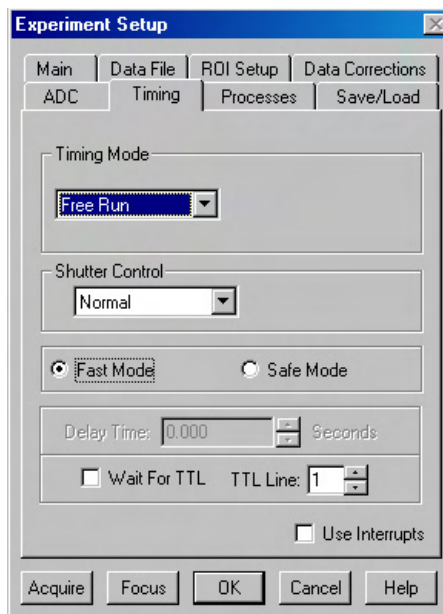 Experiment Setup
Main Data File ROI Setup Data Corrections
ADC Timing Processes Save/Load
Timing Mode
Free Run
Shutter Control
Normal
Fast Mode Safe Mode
Delay Time: 0.000 Seconds
Wait For TTL TTL Line: 1
Use Interrupts
Acquire Focus OK Cancel Help